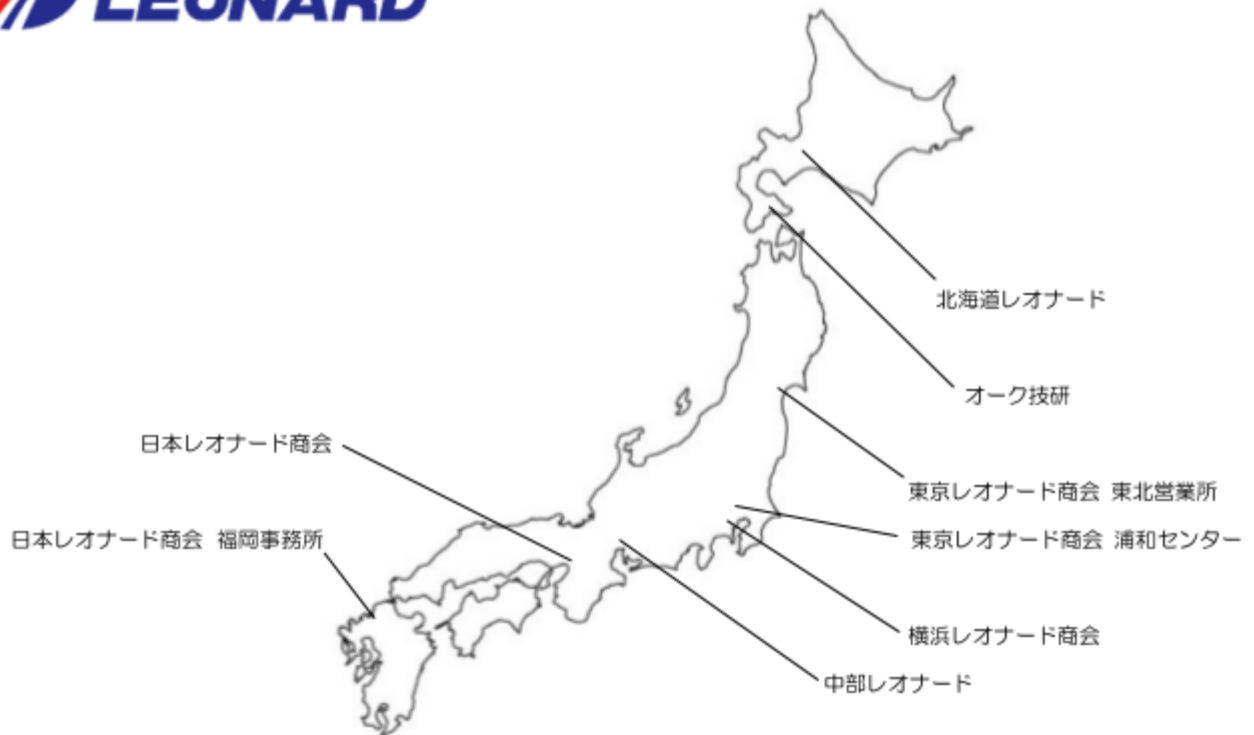 LEONARD
北海道レオナード
オーク技研
日本レオナード商会
東京レオナード商会 東北営業所
日本レオナード商会 福岡事務所
東京レオナード商会 浦和センター
横浜レオナード商会
中部レオナード